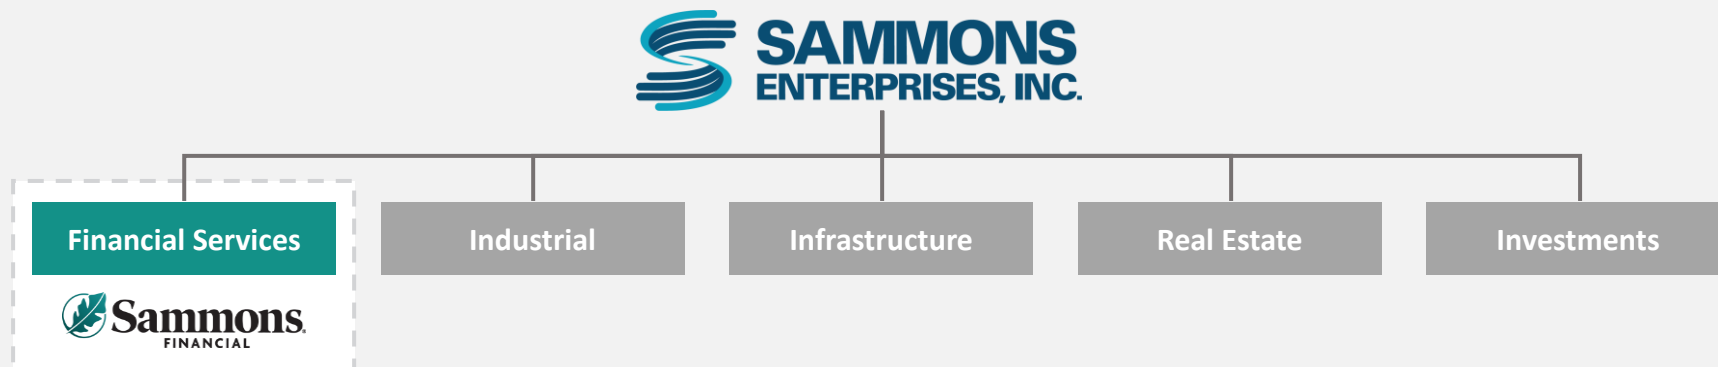 SAMMONS
ENTERPRISES, INC.
Financial Services
Industrial
Infrastructure
Real Estate
Investments
Sammons
FINANCIAL